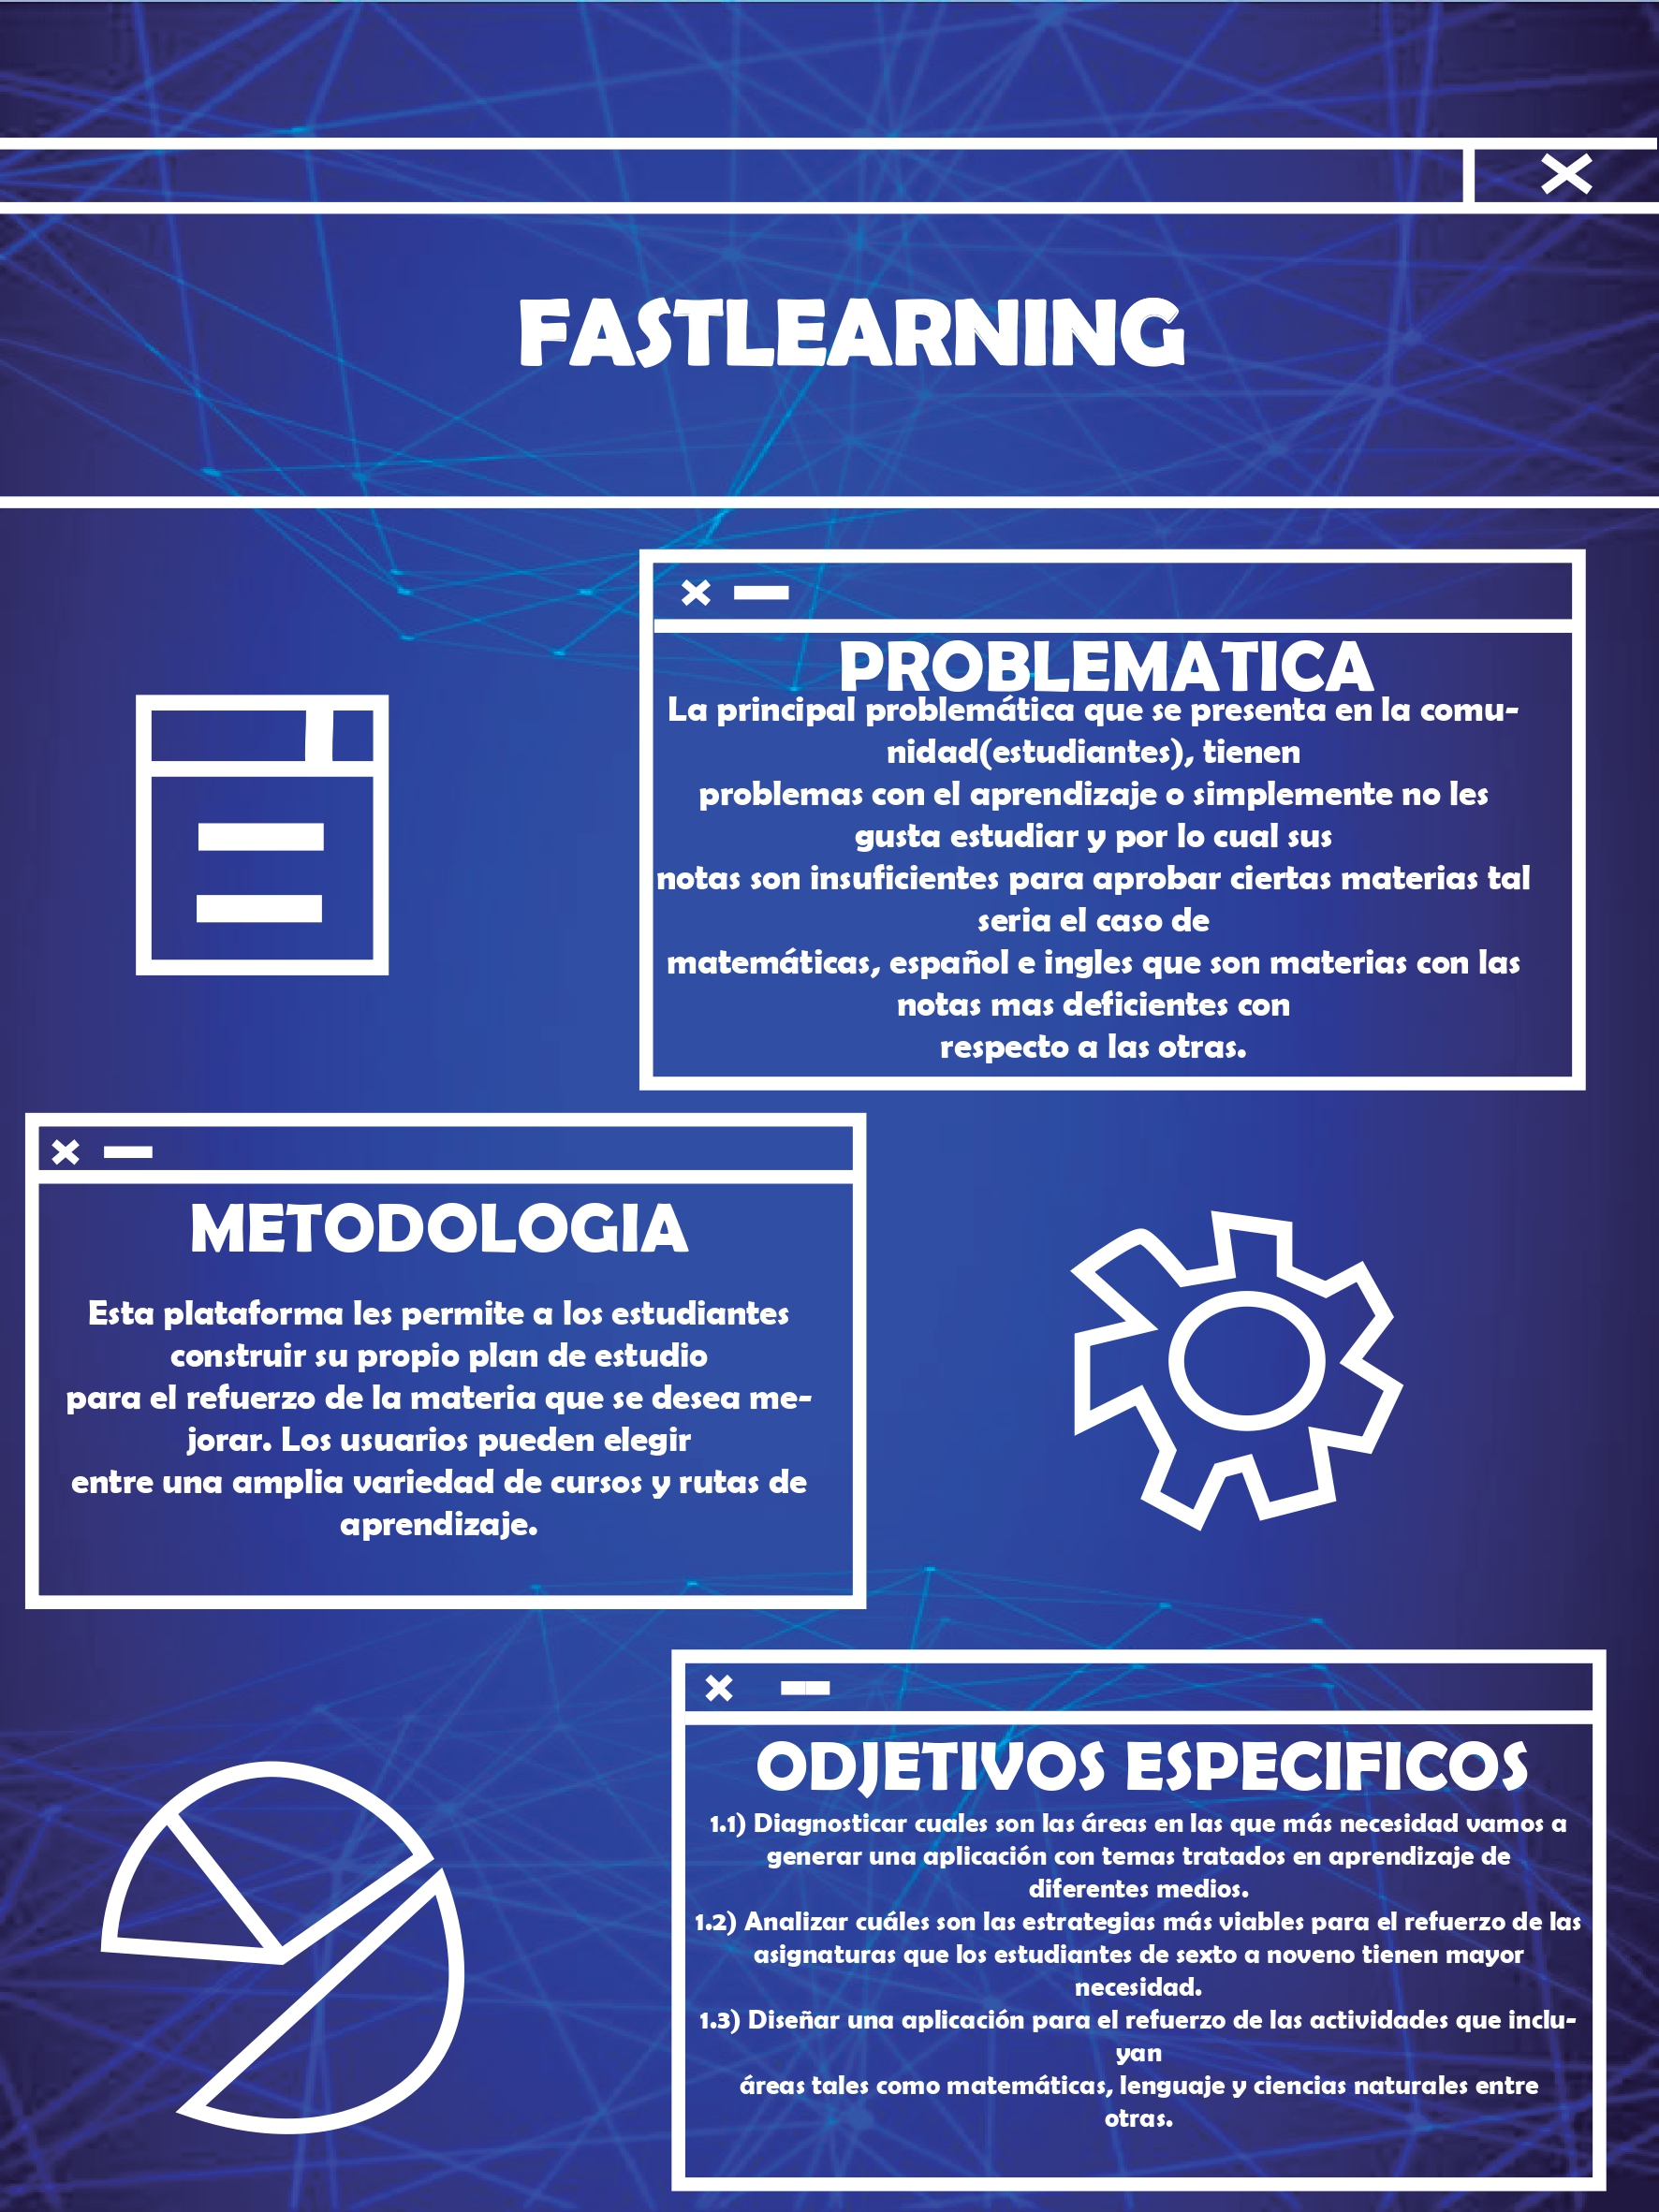 FASTLEARNING
PROBLEMATICA
La principal problemática que se presenta en la comu-
nidad(estudiantes), tienen
problemas con el aprendizaje o simplemente no les
gusta estudiar y por lo cual sus
notas son insuficientes para aprobar ciertas materias tal
seria el caso de
matemáticas, español e ingles que son materias con las
notas mas deficientes con
respecto a las otras.
METODOLOGIA
Esta plataforma les permite a los estudiantes
construir su propio plan de estudio
para el refuerzo de la materia que se desea me-
jorar. Los usuarios pueden elegir
entre una amplia variedad de cursos y rutas de
aprendizaje.
ODJETIVOS ESPECIFICOS
1.1) Diagnosticar cuales son las áreas en las que más necesidad vamos a
generar una aplicación con temas tratados en aprendizaje de
diferentes medios.
1.2) Analizar cuáles son las estrategias más viables para el refuerzo de las
asignaturas que los estudiantes de sexto a noveno tienen mayor
necesidad.
1.3) Diseñar una aplicación para el refuerzo de las actividades que inclu-
yan
áreas tales como matemáticas, lenguaje y ciencias naturales entre
otras.